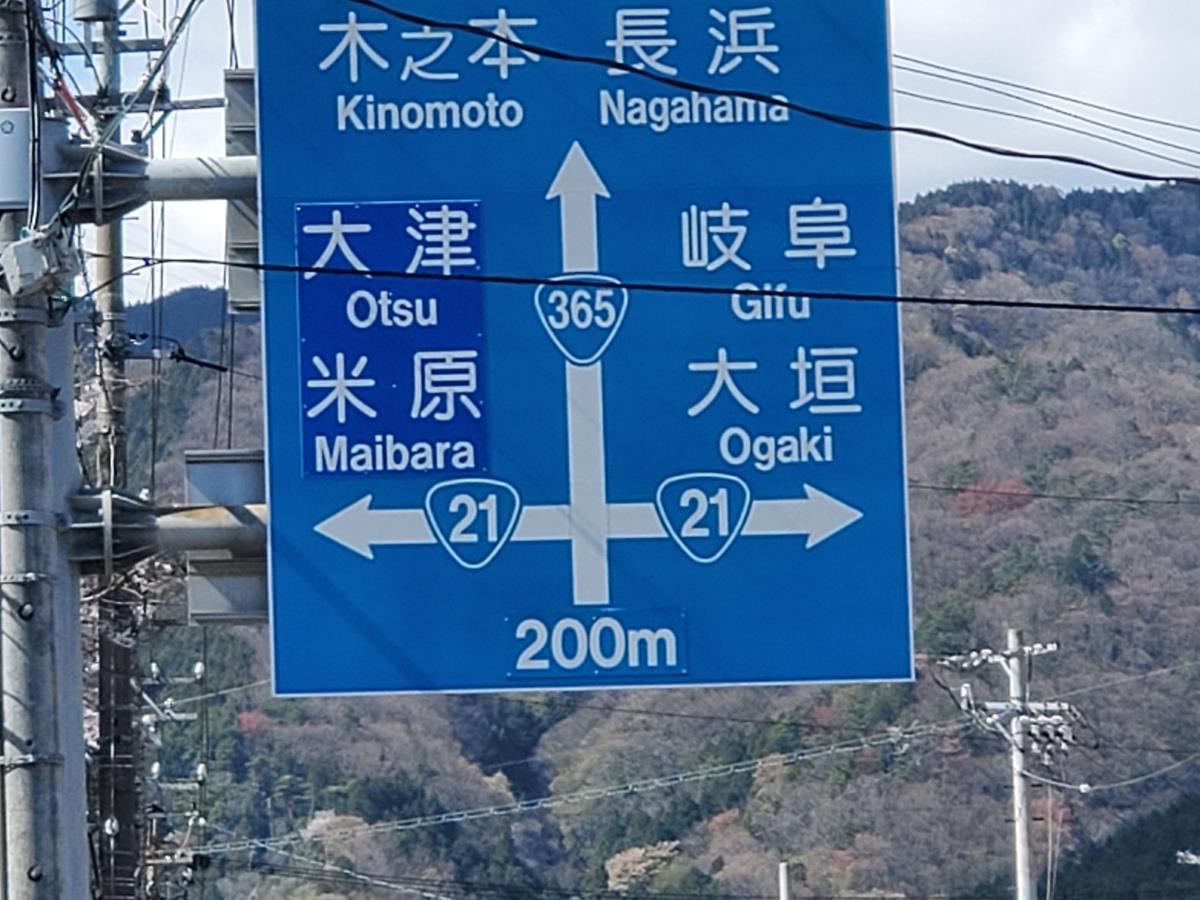 木之本 長浜
Kinomoto Nagahama
大津
Otsu
米原
Maibara
365
岐阜
Gifu
大垣
Ogaki
21
21
200m